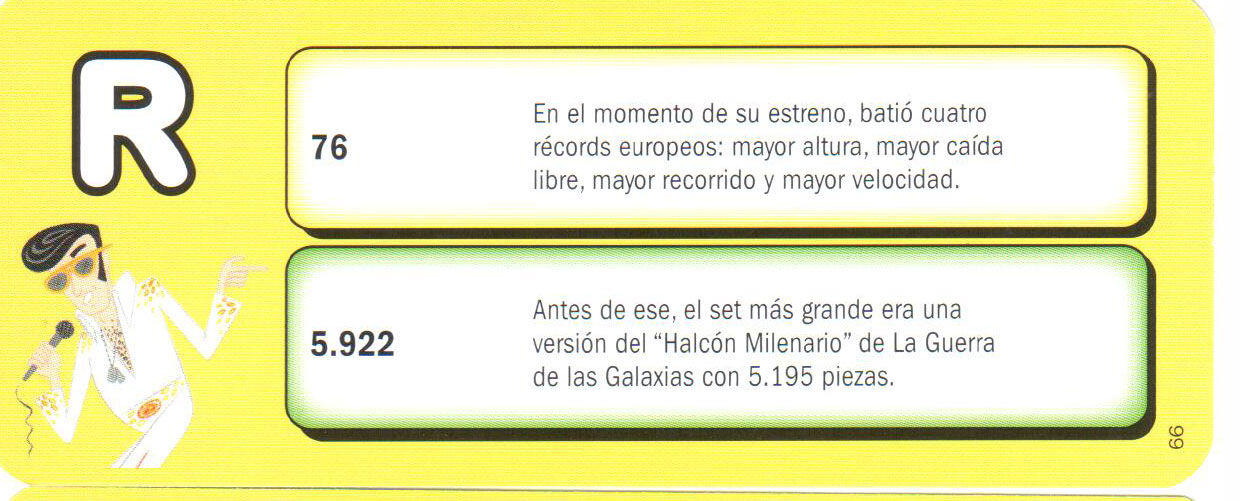 R
76
En el momento de su estreno, batió cuatro
récords europeos: mayor altura, mayor caída
libre, mayor recorrido y mayor velocidad.
5.922
Antes de ese, el set más grande era una
versión del “Halcón Milenario” de La Guerra
de las Galaxias con 5.195 piezas.
99